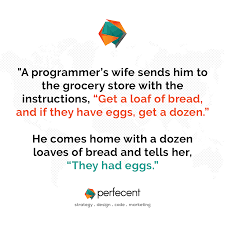 "A programmer's wife sends him to
the grocery store with the
instructions, "Get a loaf of bread,
and if they have eggs, get a dozen."
He comes home with a dozen
loaves of bread and tells her,
"They had eggs."
perfecent
strategy . design . code . marketing